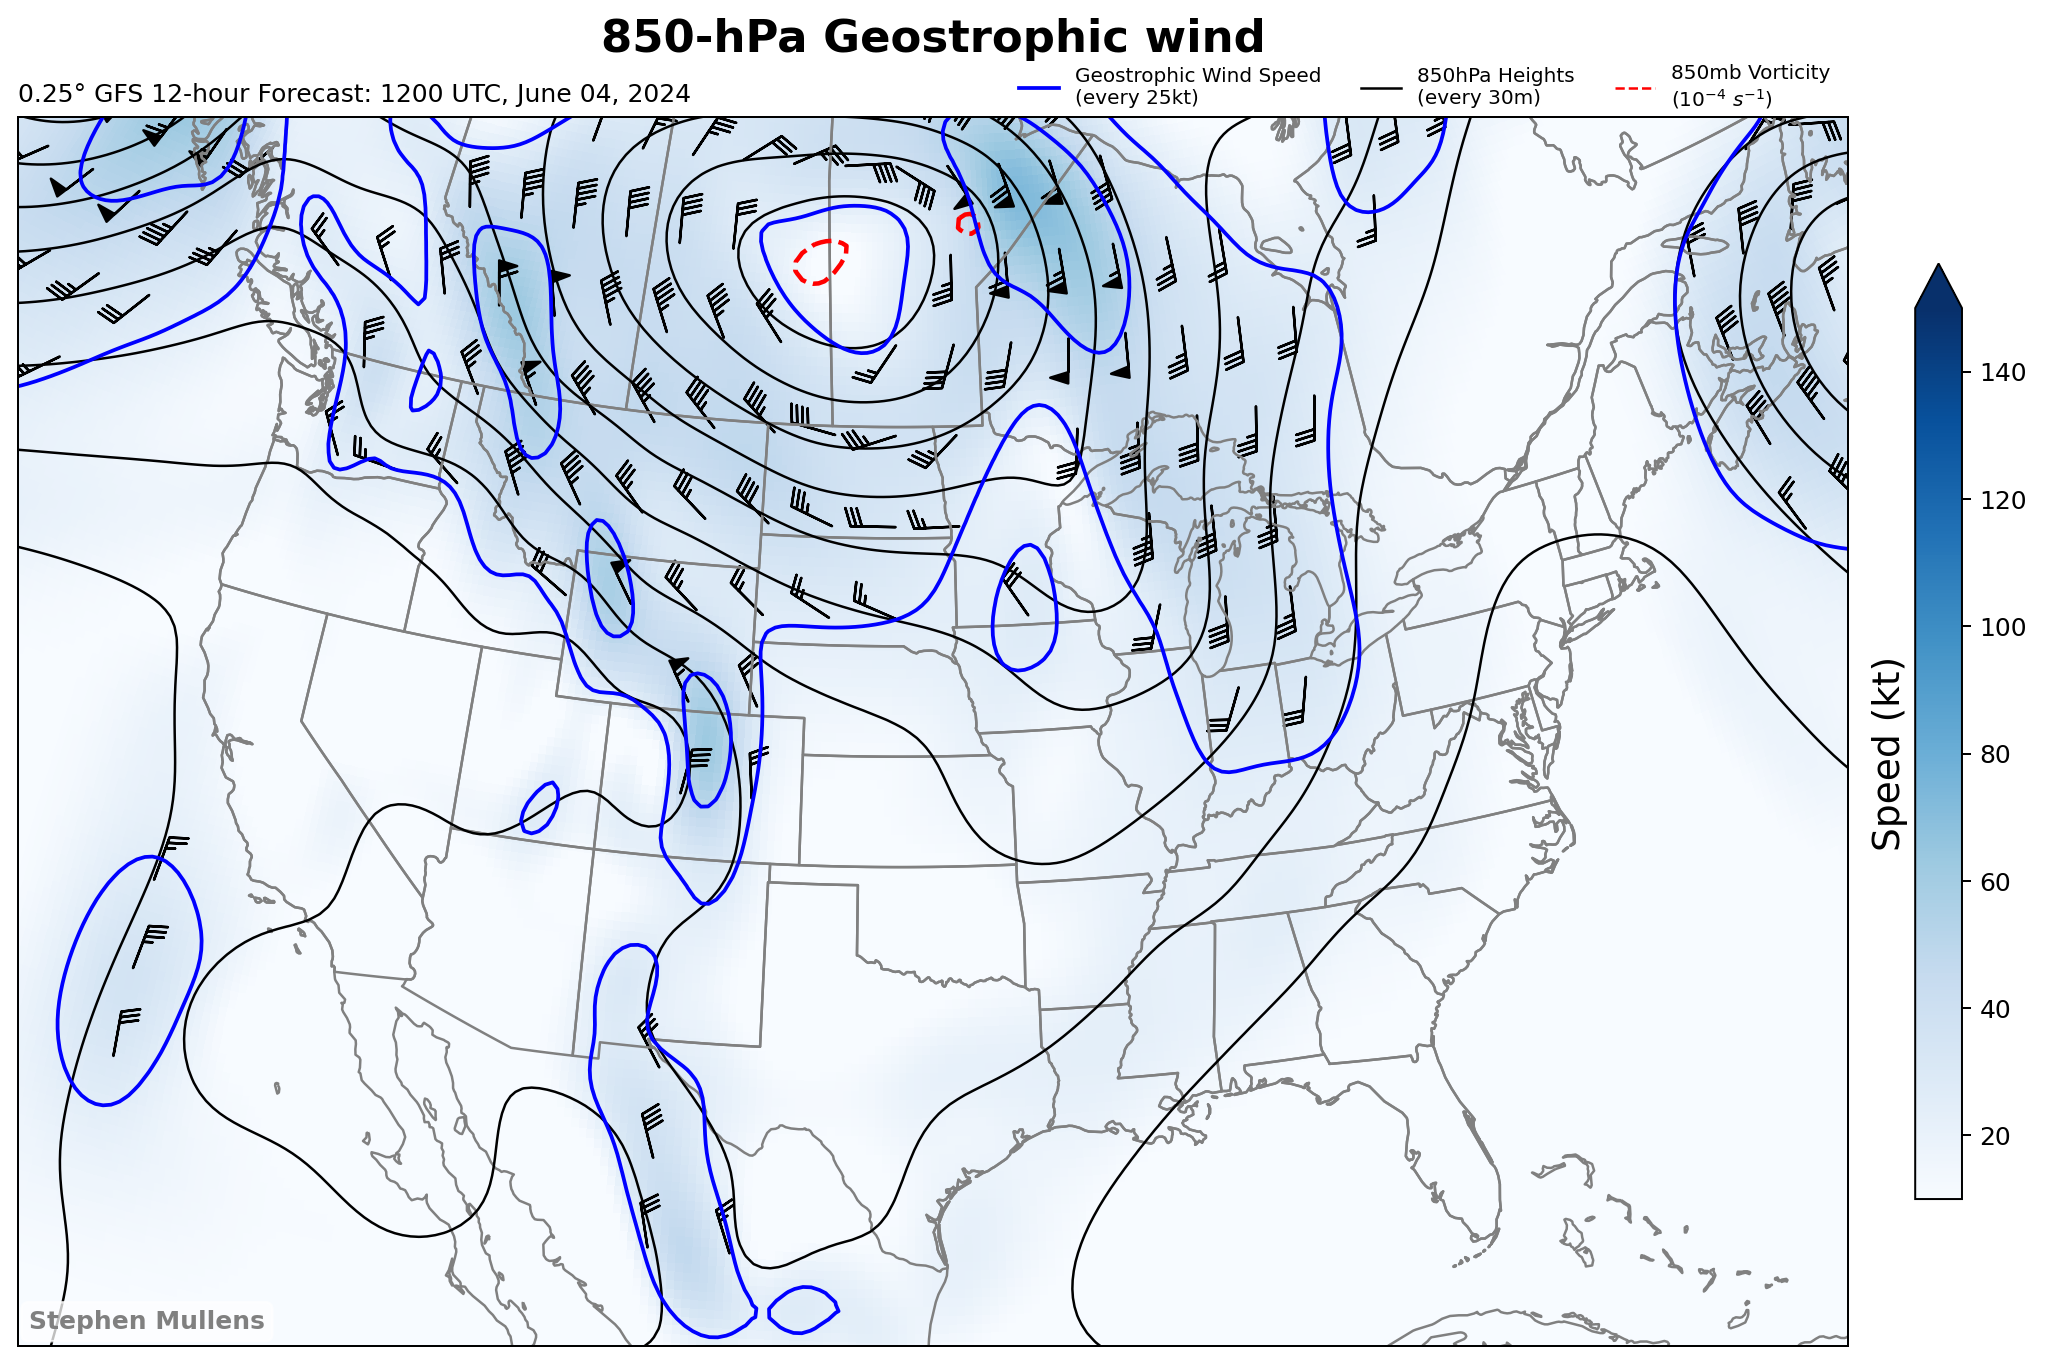 850-hPa Geostrophic wind
0.25° GFS 12-hour Forecast: 1200 UTC, June 04, 2024
Geostrophic Wind Speed
(every 25kt)
850hPa Heights
(every 30m)
850mb Vorticity
(10⁻⁴ s⁻¹)
140
120
100
80
60
40
20
Speed (kt)
Stephen Mullens